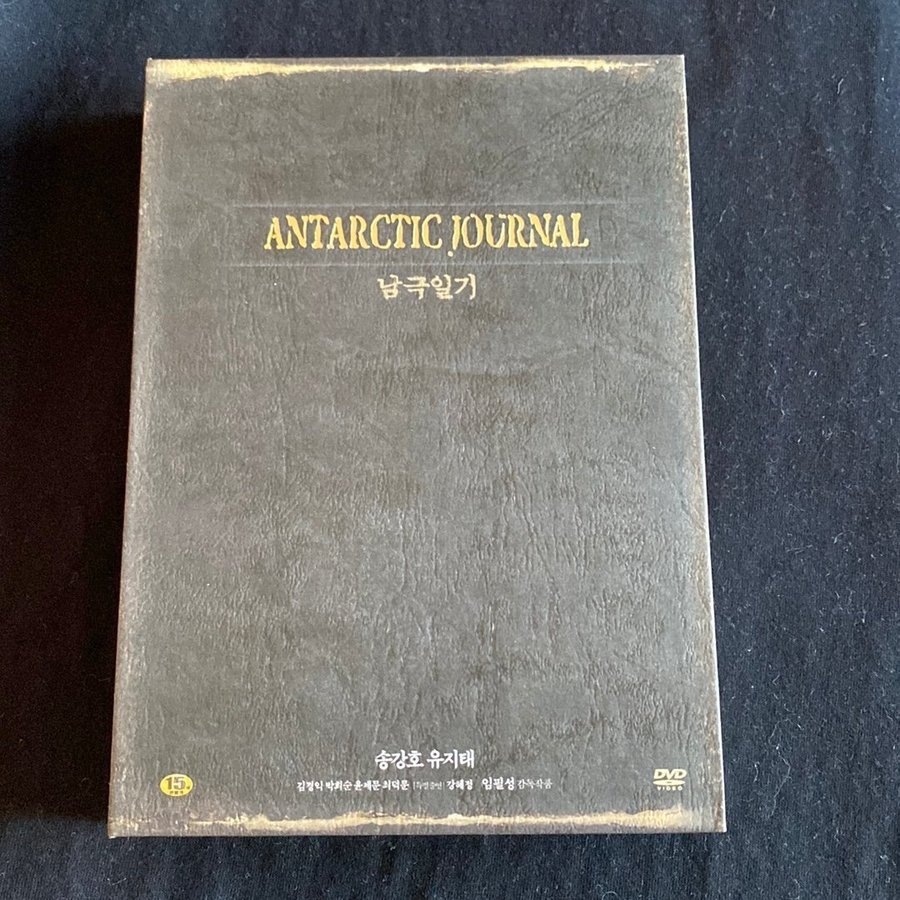 ANTARCTIC JOURNAL
남극일기
송강호 유지태
김경익 박희순 윤제문 최덕문 [특별출연] 강혜정 임필성 감독작품
15
DVD
VIDEO